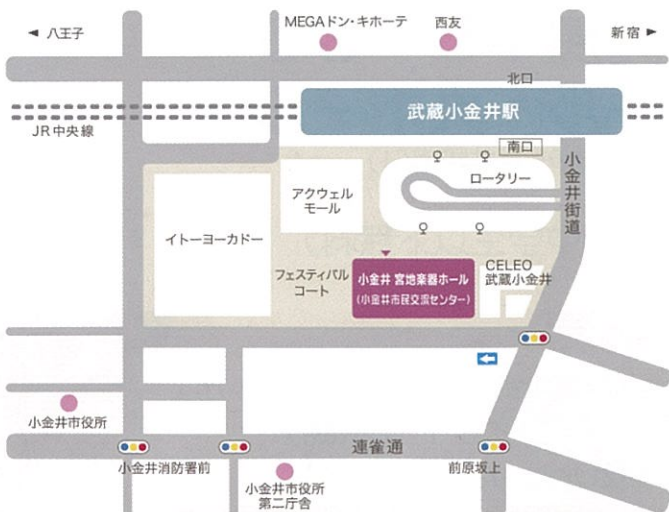 MEGAドン・キホーテ
西友
◀ 八王子
新宿 ▶
北口
武蔵小金井駅
JR中央線
南口
小金井街道
ロータリー
アクウェル
モール
イトーヨーカドー
フェスティバル
コート
小金井 宮地楽器ホール
(小金井市民交流センター)
CELEO
武蔵小金井
小金井市役所
連雀通
小金井消防署前
前原坂上
小金井市役所
第二庁舎